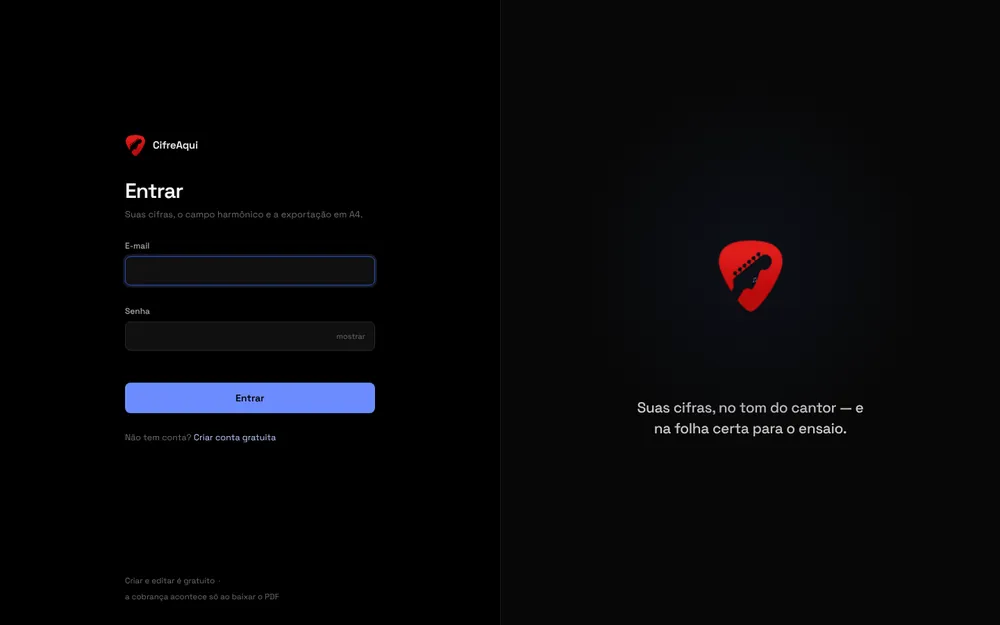 CifreAqui
Entrar
Suas cifras, o campo harmônico e a exportação em A4.
E-mail
Senha
mostrar
Entrar
Não tem conta? Criar conta gratuita
Criar e editar é gratuito ·
a cobrança acontece só ao baixar o PDF
Suas cifras, no tom do cantor — e
na folha certa para o ensaio.